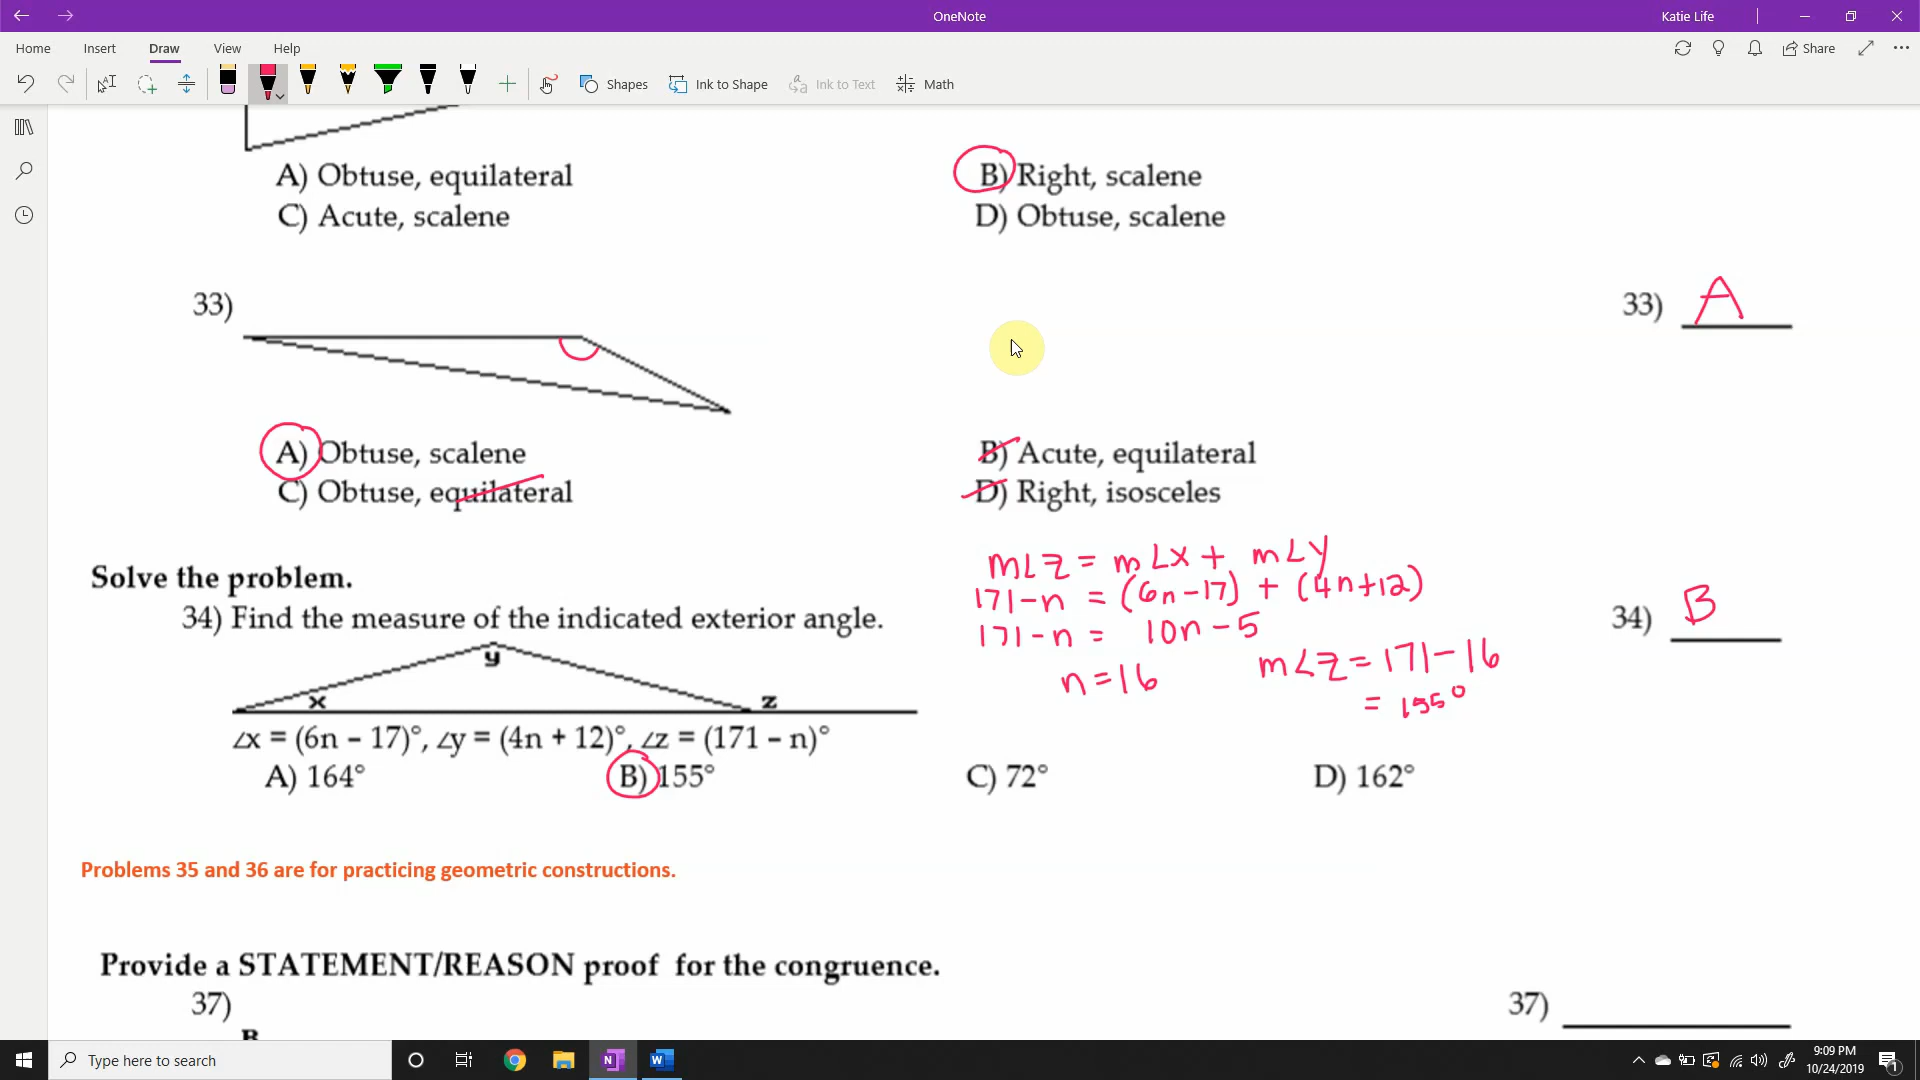 OneNote
Katie Life
Home Insert Draw View Help
Share
Shapes Ink to Shape Ink to Text Math
A) Obtuse, equilateral B) Right, scalene
C) Acute, scalene D) Obtuse, scalene
33) 33) A
A) Obtuse, scalene B) Acute, equilateral
C) Obtuse, equilateral D) Right, isosceles
m∠z = m∠x + m∠y
171-n = (6n-17) + (4n+12)
171-n = 10n-5
n=16 m∠z = 171-16
= 155°
Solve the problem.
34) Find the measure of the indicated exterior angle. 34) B
y
x z
∠x = (6n - 17)°, ∠y = (4n + 12)°, ∠z = (171 - n)°
A) 164° B) 155° C) 72° D) 162°
Problems 35 and 36 are for practicing geometric constructions.
Provide a STATEMENT/REASON proof for the congruence.
37) 37)
B
Type here to search
9:09 PM
10/24/2019